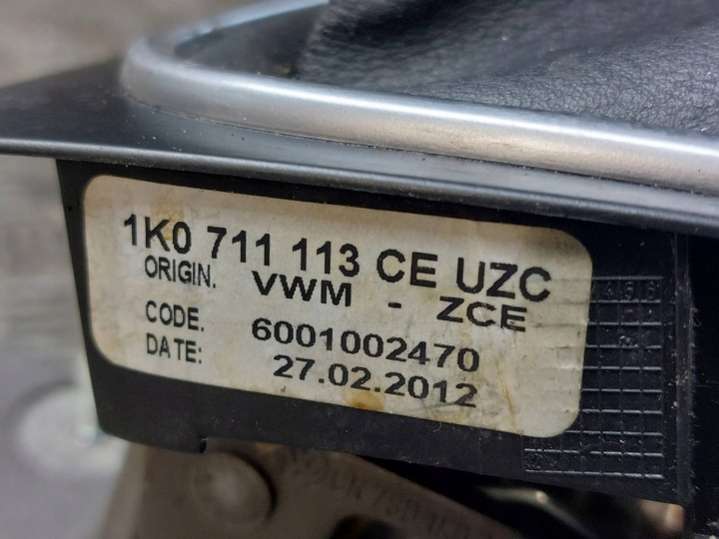 1K0 711 113 CE UZC
ORIGIN. VWM - ZCE
CODE. 6001002470
DATE: 27.02.2012